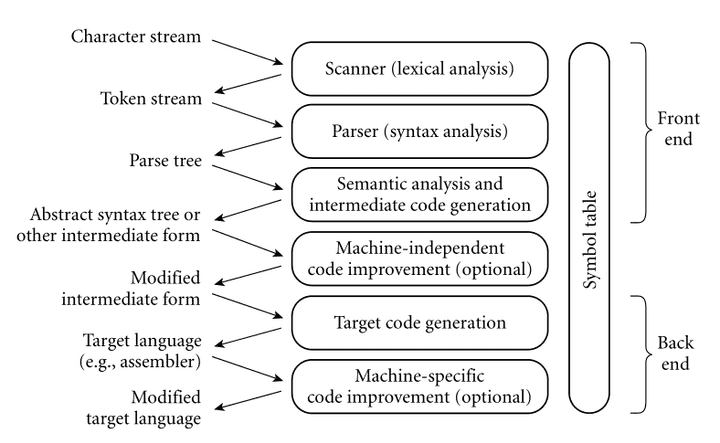 Character stream
Scanner (lexical analysis)
Token stream
Parser (syntax analysis)
Parse tree
Semantic analysis and
intermediate code generation
Abstract syntax tree or
other intermediate form
Machine-independent
code improvement (optional)
Modified
intermediate form
Target code generation
Target language
(e.g., assembler)
Machine-specific
code improvement (optional)
Modified
target language
Symbol table
Front
end
Back
end